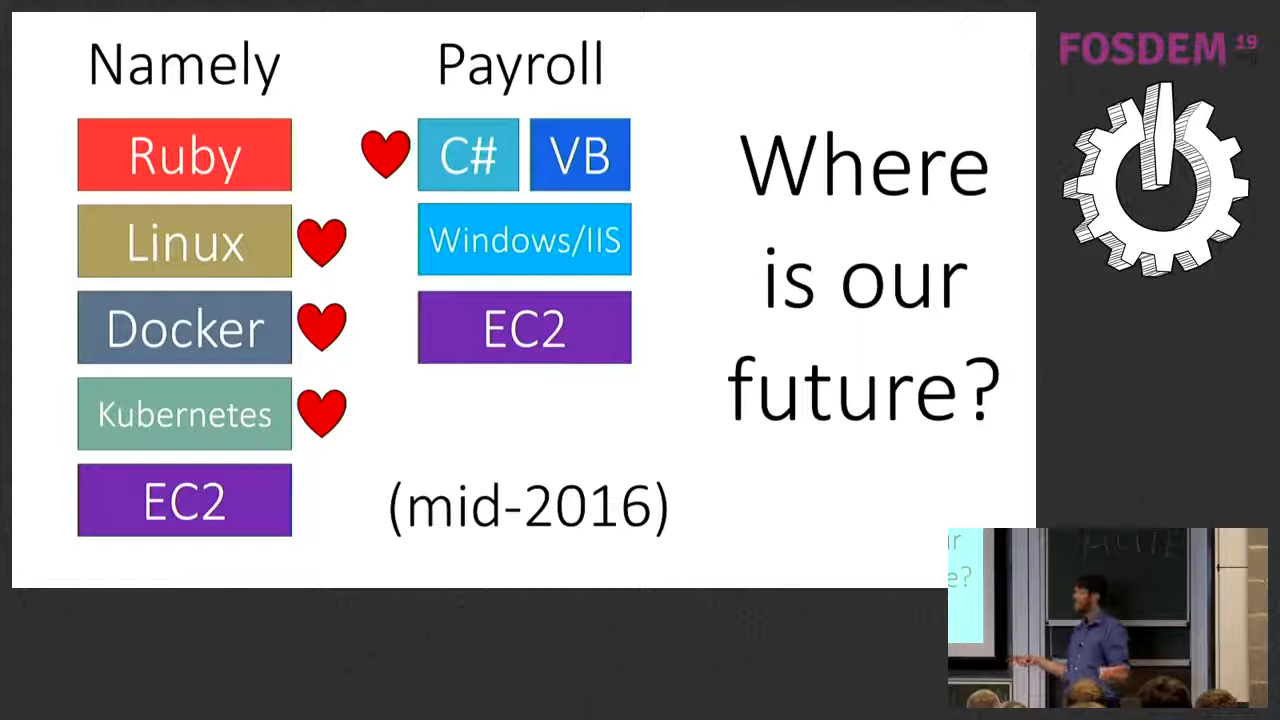 Namely
Payroll
Ruby
C#
VB
Linux
Windows/IIS
Docker
EC2
Kubernetes
EC2
(mid-2016)
Where
is our
future?
FOSDEM 19